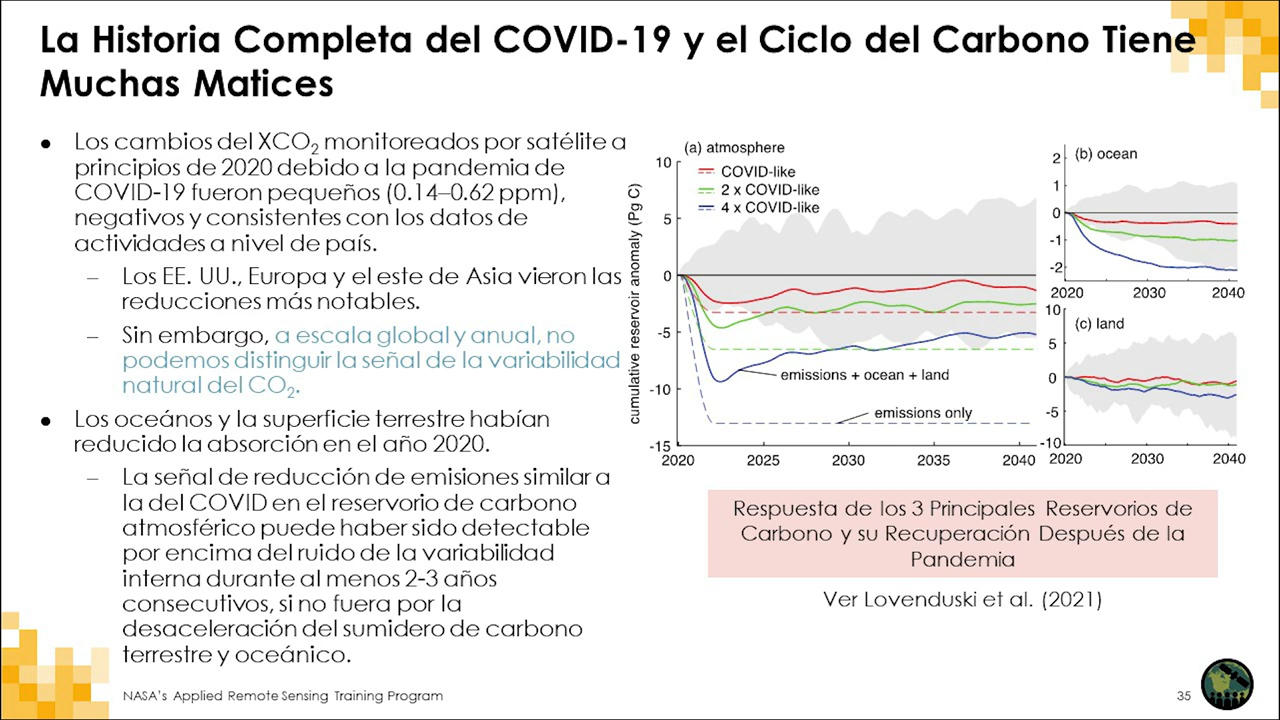 La Historia Completa del COVID-19 y el Ciclo del Carbono Tiene
Muchas Matices
● Los cambios del XCO₂ monitoreados por satélite a
principios de 2020 debido a la pandemia de
COVID-19 fueron pequeños (0.14–0.62 ppm),
negativos y consistentes con los datos de
actividades a nivel de país.
– Los EE. UU., Europa y el este de Asia vieron las
reducciones más notables.
– Sin embargo, a escala global y anual, no
podemos distinguir la señal de la variabilidad
natural del CO₂.
● Los oceános y la superficie terrestre habían
reducido la absorción en el año 2020.
– La señal de reducción de emisiones similar a
la del COVID en el reservorio de carbono
atmosférico puede haber sido detectable
por encima del ruido de la variabilidad
interna durante al menos 2-3 años
consecutivos, si no fuera por la
desaceleración del sumidero de carbono
terrestre y oceánico.
cumulative reservoir anomaly (Pg C)
(a) atmosphere
COVID-like
2 x COVID-like
4 x COVID-like
10
5
0
-5
-10
-15
emissions + ocean + land
emissions only
2020 2025 2030 2035 2040
(b) ocean
2
1
0
-1
-2
2020 2030 2040
(c) land
10
5
0
-5
-10
2020 2030 2040
Respuesta de los 3 Principales Reservorios de
Carbono y su Recuperación Después de la
Pandemia
Ver Lovenduski et al. (2021)
NASA's Applied Remote Sensing Training Program
35